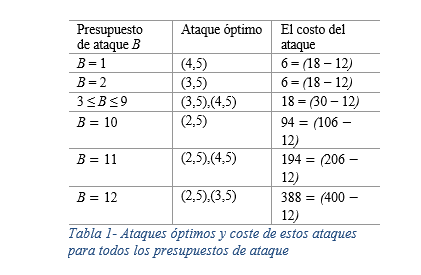 Presupuesto de ataque B | Ataque óptimo | El costo del ataque
B = 1 | (4,5) | 6 = (18 – 12)
B = 2 | (3,5) | 6 = (18 – 12)
3 ≤ B ≤ 9 | (3,5),(4,5) | 18 = (30 – 12)
B = 10 | (2,5) | 94 = (106 – 12)
B = 11 | (2,5),(4,5) | 194 = (206 – 12)
B = 12 | (2,5),(3,5) | 388 = (400 – 12)
Tabla 1- Ataques óptimos y coste de estos ataques
para todos los presupuestos de ataque